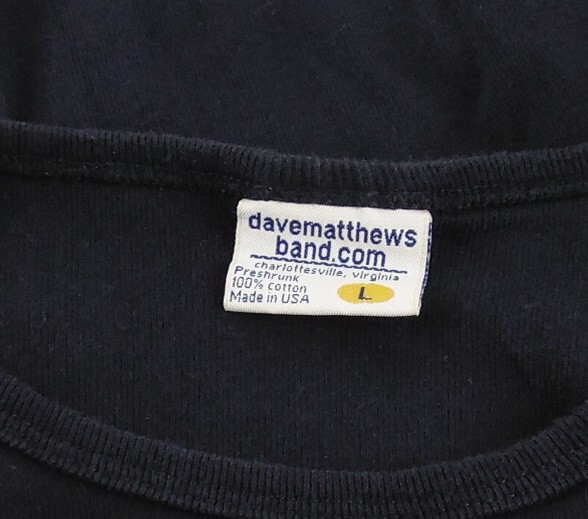 davematthews
band.com
charlottesville, virginia
Preshrunk
100% cotton
Made in USA
L